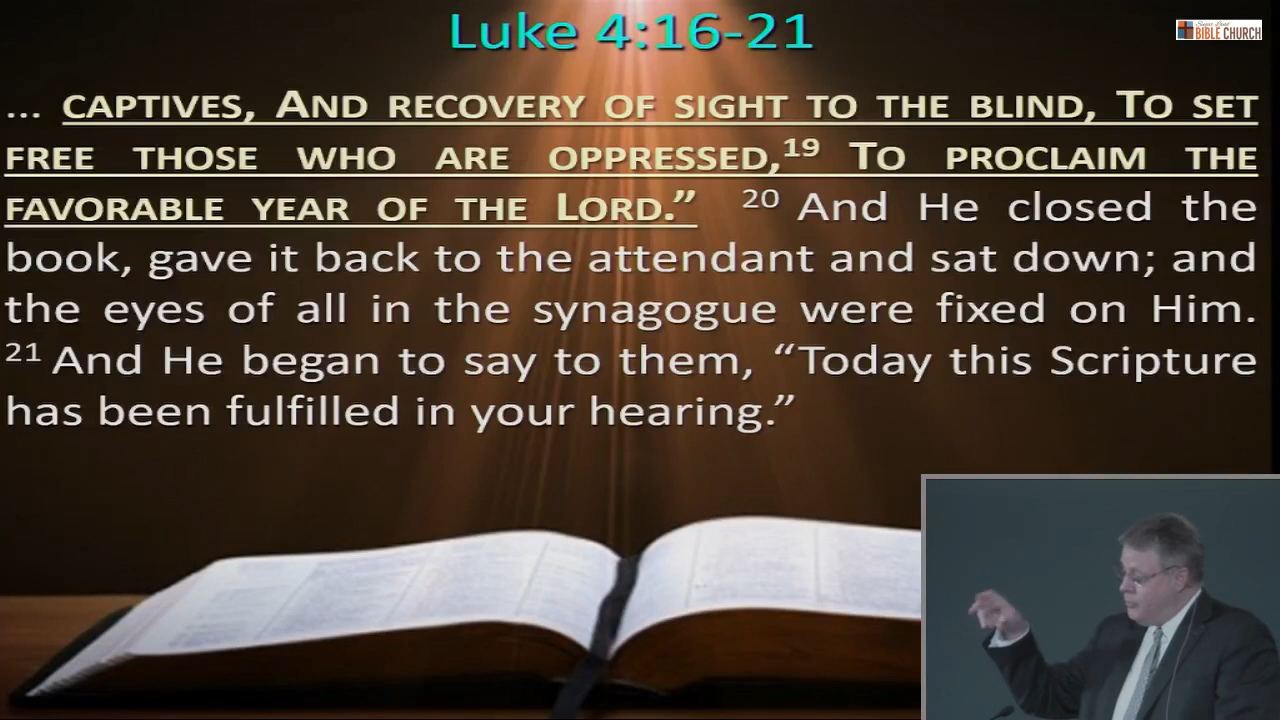 Luke 4:16-21
BIBLE CHURCH
... CAPTIVES, AND RECOVERY OF SIGHT TO THE BLIND, TO SET
FREE THOSE WHO ARE OPPRESSED,19 TO PROCLAIM THE
FAVORABLE YEAR OF THE LORD.” 20 And He closed the
book, gave it back to the attendant and sat down; and
the eyes of all in the synagogue were fixed on Him.
21 And He began to say to them, “Today this Scripture
has been fulfilled in your hearing.”